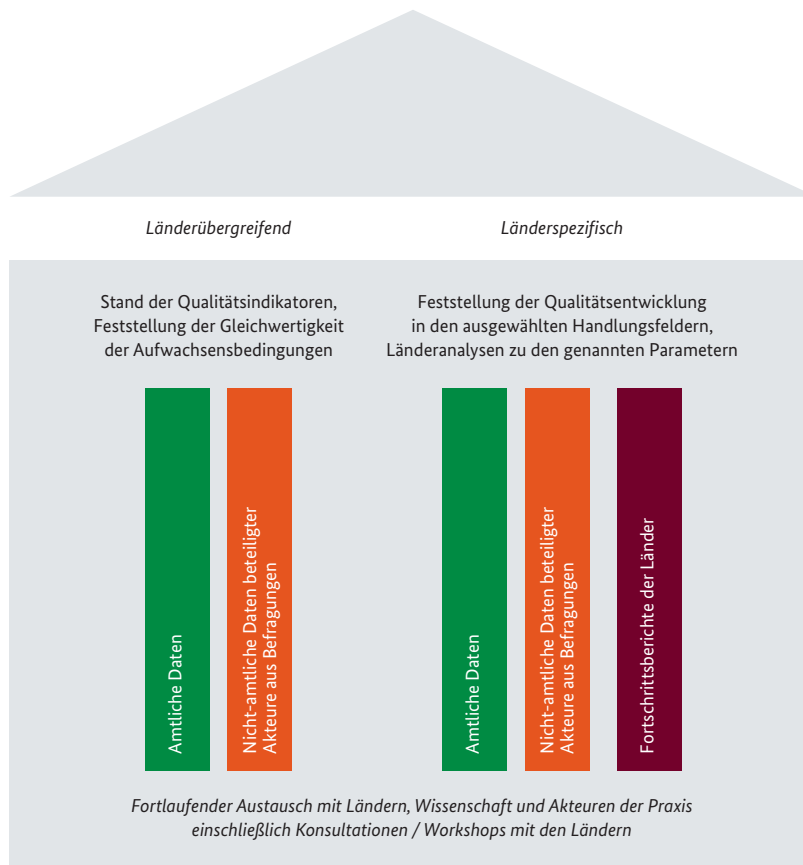 Länderübergreifend
Stand der Qualitätsindikatoren,
Feststellung der Gleichwertigkeit
der Aufwachsensbedingungen
Amtliche Daten
Nicht-amtliche Daten beteiligter
Akteure aus Befragungen
Länderspezifisch
Feststellung der Qualitätsentwicklung
in den ausgewählten Handlungsfeldern,
Länderanalysen zu den genannten Parametern
Amtliche Daten
Nicht-amtliche Daten beteiligter
Akteure aus Befragungen
Fortschrittsberichte der Länder
Fortlaufender Austausch mit Ländern, Wissenschaft und Akteuren der Praxis
einschließlich Konsultationen / Workshops mit den Ländern